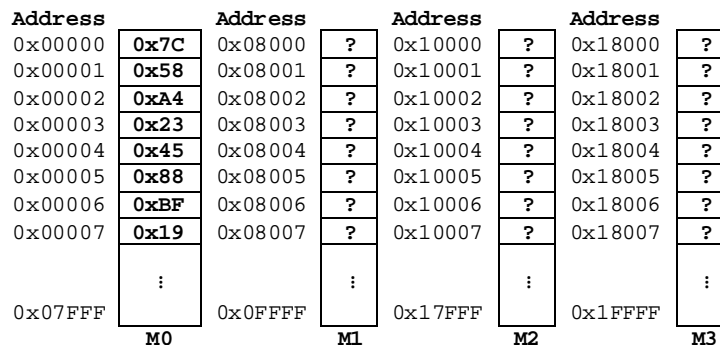 Address Address Address Address
0x00000 0x7C 0x08000 ? 0x10000 ? 0x18000 ?
0x00001 0x58 0x08001 ? 0x10001 ? 0x18001 ?
0x00002 0xA4 0x08002 ? 0x10002 ? 0x18002 ?
0x00003 0x23 0x08003 ? 0x10003 ? 0x18003 ?
0x00004 0x45 0x08004 ? 0x10004 ? 0x18004 ?
0x00005 0x88 0x08005 ? 0x10005 ? 0x18005 ?
0x00006 0xBF 0x08006 ? 0x10006 ? 0x18006 ?
0x00007 0x19 0x08007 ? 0x10007 ? 0x18007 ?
⋮ ⋮ ⋮ ⋮
0x07FFF 0x0FFFF 0x17FFF 0x1FFFF
M0 M1 M2 M3